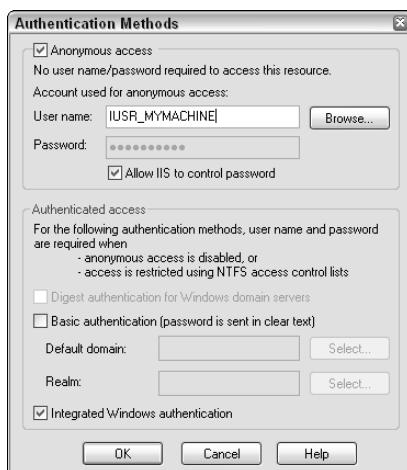 Authentication Methods
Anonymous access
No user name/password required to access this resource.
Account used for anonymous access:
User name: IUSR_MYMACHINE Browse...
Password: ••••••••••
Allow IIS to control password
Authenticated access
For the following authentication methods, user name and password
are required when
- anonymous access is disabled, or
- access is restricted using NTFS access control lists
Digest authentication for Windows domain servers
Basic authentication (password is sent in clear text)
Default domain: Select...
Realm: Select...
Integrated Windows authentication
OK Cancel Help